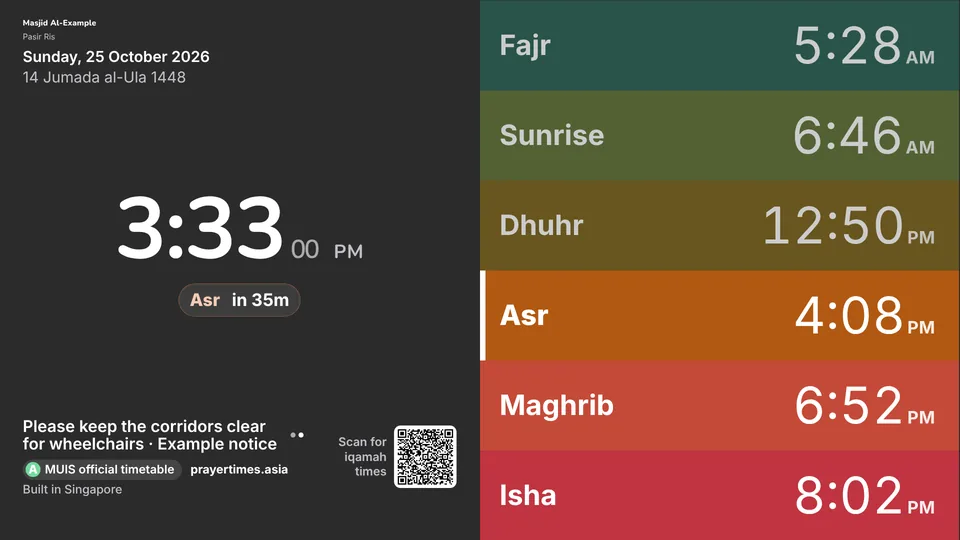 Masjid Al-Example
Pasir Ris
Sunday, 25 October 2026
14 Jumada al-Ula 1448
3:33 00 PM
Asr in 35m
Please keep the corridors clear
for wheelchairs · Example notice
A MUIS official timetable prayertimes.asia
Built in Singapore
Scan for
iqamah
times
Fajr 5:28 AM
Sunrise 6:46 AM
Dhuhr 12:50 PM
Asr 4:08 PM
Maghrib 6:52 PM
Isha 8:02 PM